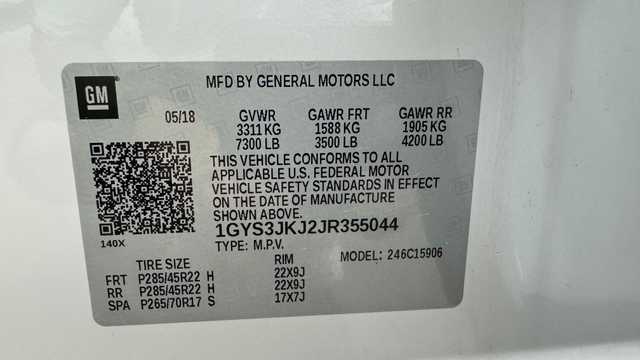 GM
MFD BY GENERAL MOTORS LLC
05/18 GVWR GAWR FRT GAWR RR
3311 KG 1588 KG 1905 KG
7300 LB 3500 LB 4200 LB
THIS VEHICLE CONFORMS TO ALL
APPLICABLE U.S. FEDERAL MOTOR
VEHICLE SAFETY STANDARDS IN EFFECT
ON THE DATE OF MANUFACTURE
SHOWN ABOVE.
1GYS3JKJ2JR355044
140X
TYPE: M.P.V. MODEL: 246C15906
TIRE SIZE RIM
FRT P285/45R22 H 22X9J
RR P285/45R22 H 22X9J
SPA P265/70R17 S 17X7J